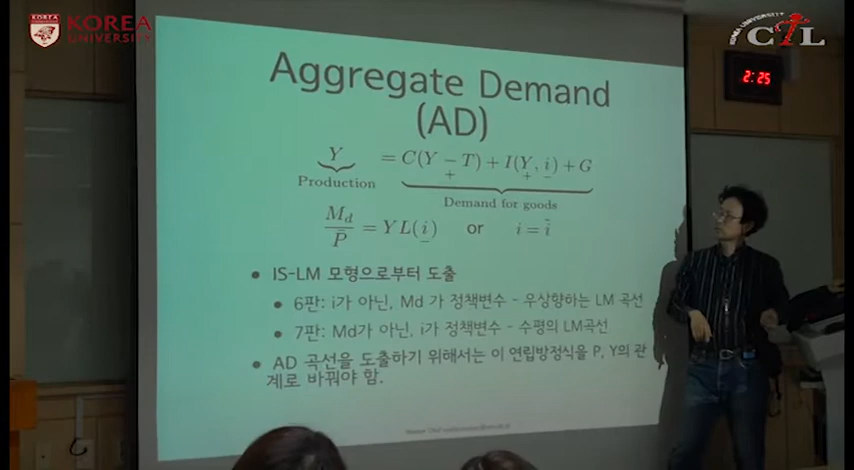 KOREA
UNIVERSITY
KOREA UNIVERSITY
CTL
2:25
Aggregate Demand
(AD)
Y = C(Y − T) + I(Y, i) + G
+ + −
Production
Demand for goods
M_d / P̄ = Y L(i) or i = ī
−
• IS-LM 모형으로부터 도출
• 6판: i가 아닌, Md 가 정책변수 - 우상향하는 LM 곡선
• 7판: Md가 아닌, i가 정책변수 - 수평의 LM곡선
• AD 곡선을 도출하기 위해서는 이 연립방정식을 P, Y의 관
계로 바꿔야 함.